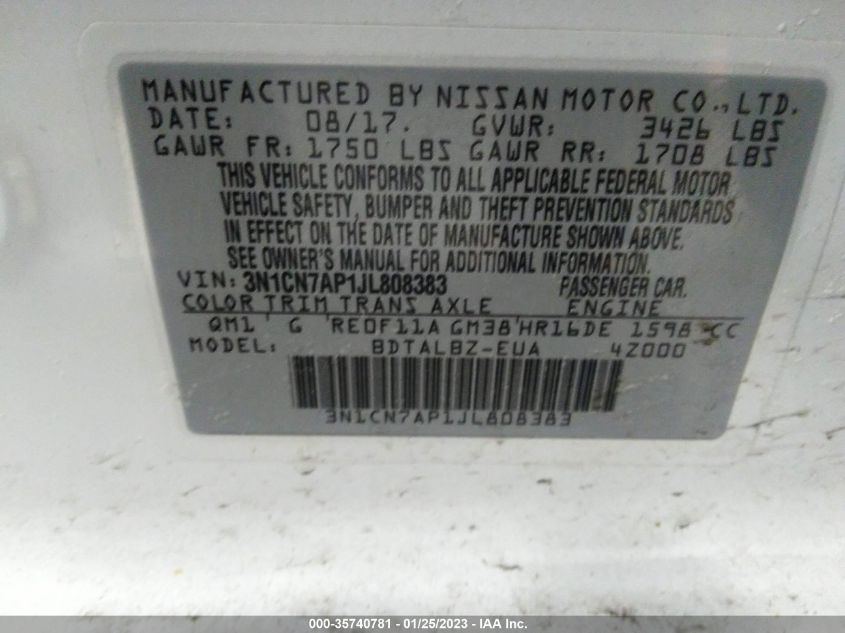 MANUFACTURED BY NISSAN MOTOR CO., LTD.
DATE: 08/17. GVWR: 3426 LBS
GAWR FR: 1750 LBS GAWR RR: 1708 LBS
THIS VEHICLE CONFORMS TO ALL APPLICABLE FEDERAL MOTOR
VEHICLE SAFETY, BUMPER AND THEFT PREVENTION STANDARDS
IN EFFECT ON THE DATE OF MANUFACTURE SHOWN ABOVE.
SEE OWNER'S MANUAL FOR ADDITIONAL INFORMATION.
VIN: 3N1CN7AP1JL808383 PASSENGER CAR.
COLOR TRIM TRANS AXLE ENGINE
QM1 G RE0F11A GM38 HR16DE 1598 CC
MODEL: BDTALBZ-EUA 4Z000
3N1CN7AP1JL808383
000-35740781 - 01/25/2023 - IAA Inc.